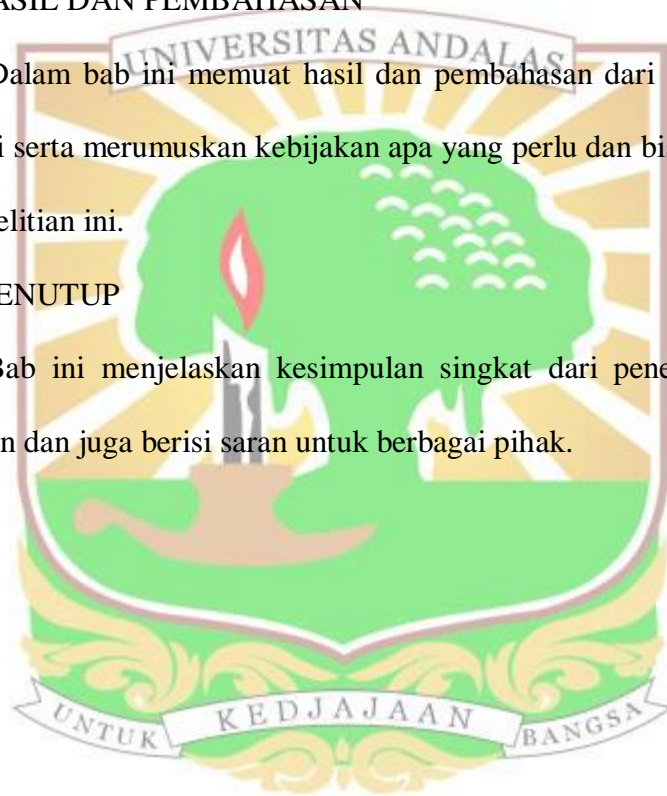 ASIL DAN PEMBAHASAN
UNIVERSITAS ANDALAS
Dalam bab ini memuat hasil dan pembahasan dari
i serta merumuskan kebijakan apa yang perlu dan bi
elitian ini.
ENUTUP
Bab ini menjelaskan kesimpulan singkat dari pene
n dan juga berisi saran untuk berbagai pihak.
UNTUK KEDJAJAAN BANGSA